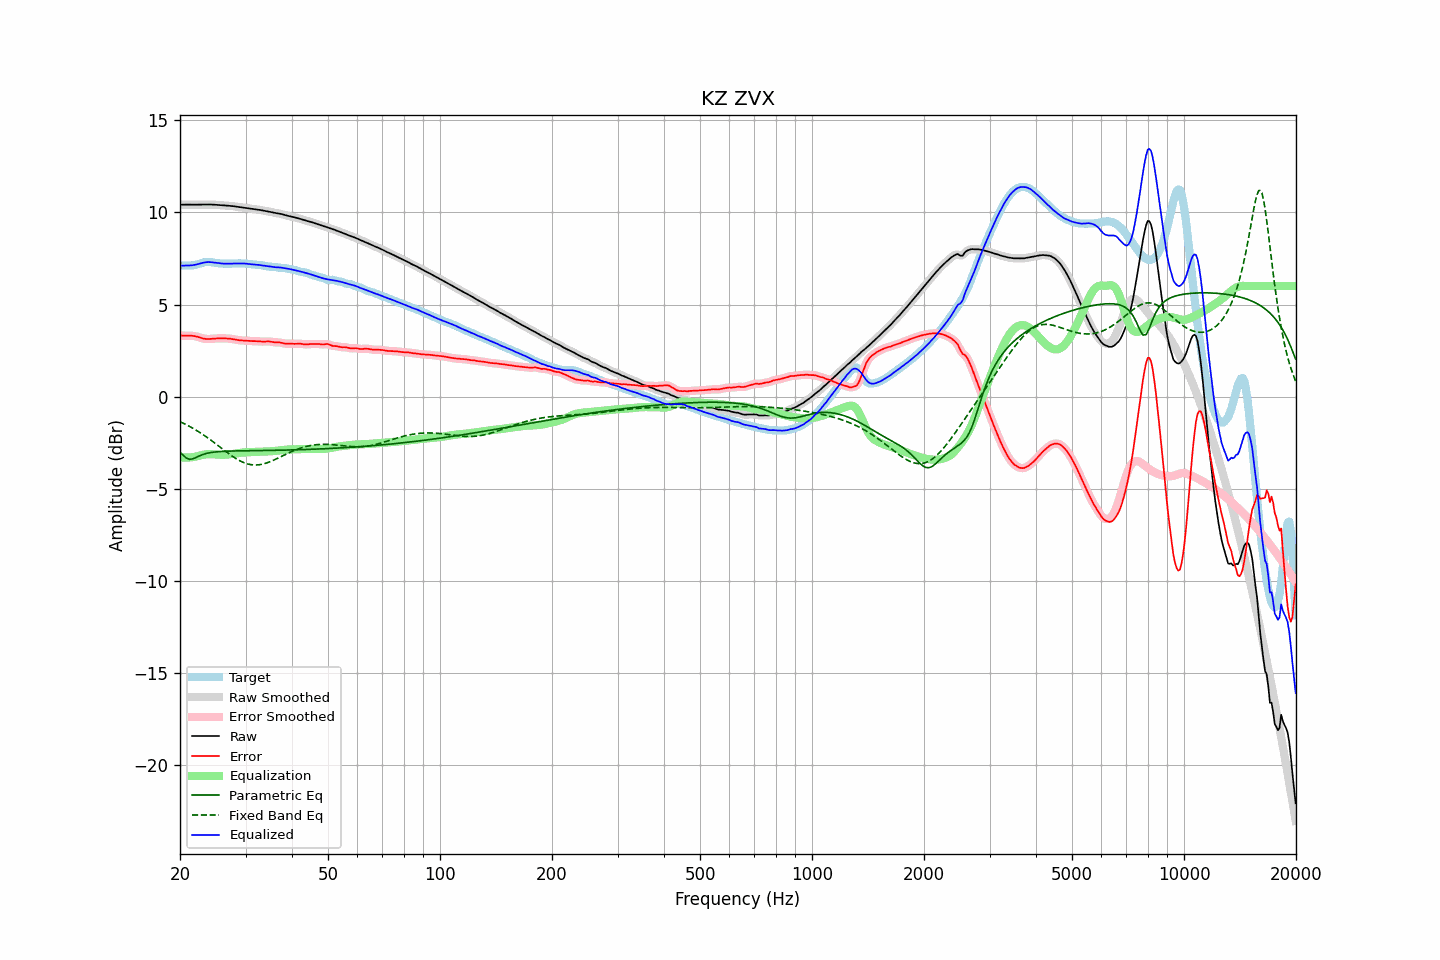 KZ ZVX
Amplitude (dBr)
15
10
5
0
−5
−10
−15
−20
Target
Raw Smoothed
Error Smoothed
Raw
Error
Equalization
Parametric Eq
Fixed Band Eq
Equalized
20 50 100 200 500 1000 2000 5000 10000 20000
Frequency (Hz)